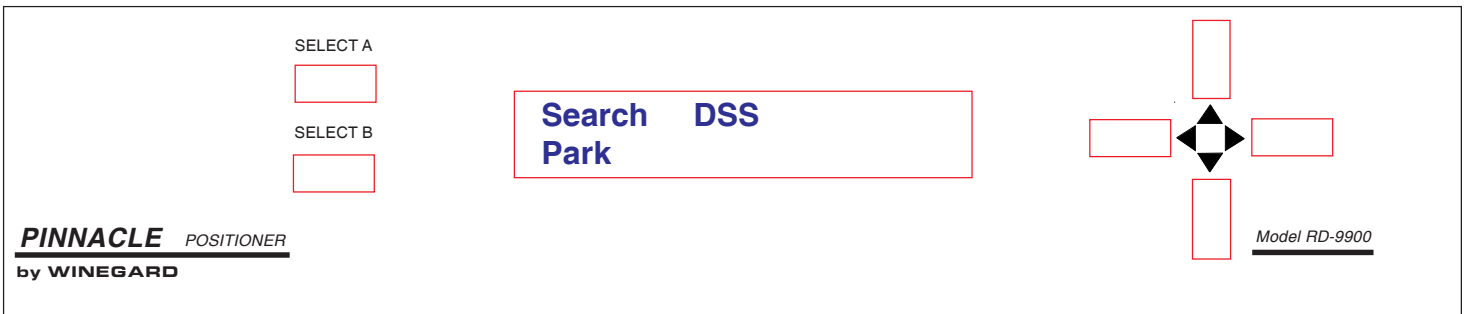 SELECT A
SELECT B
Search DSS
Park
PINNACLE POSITIONER
by WINEGARD
Model RD-9900